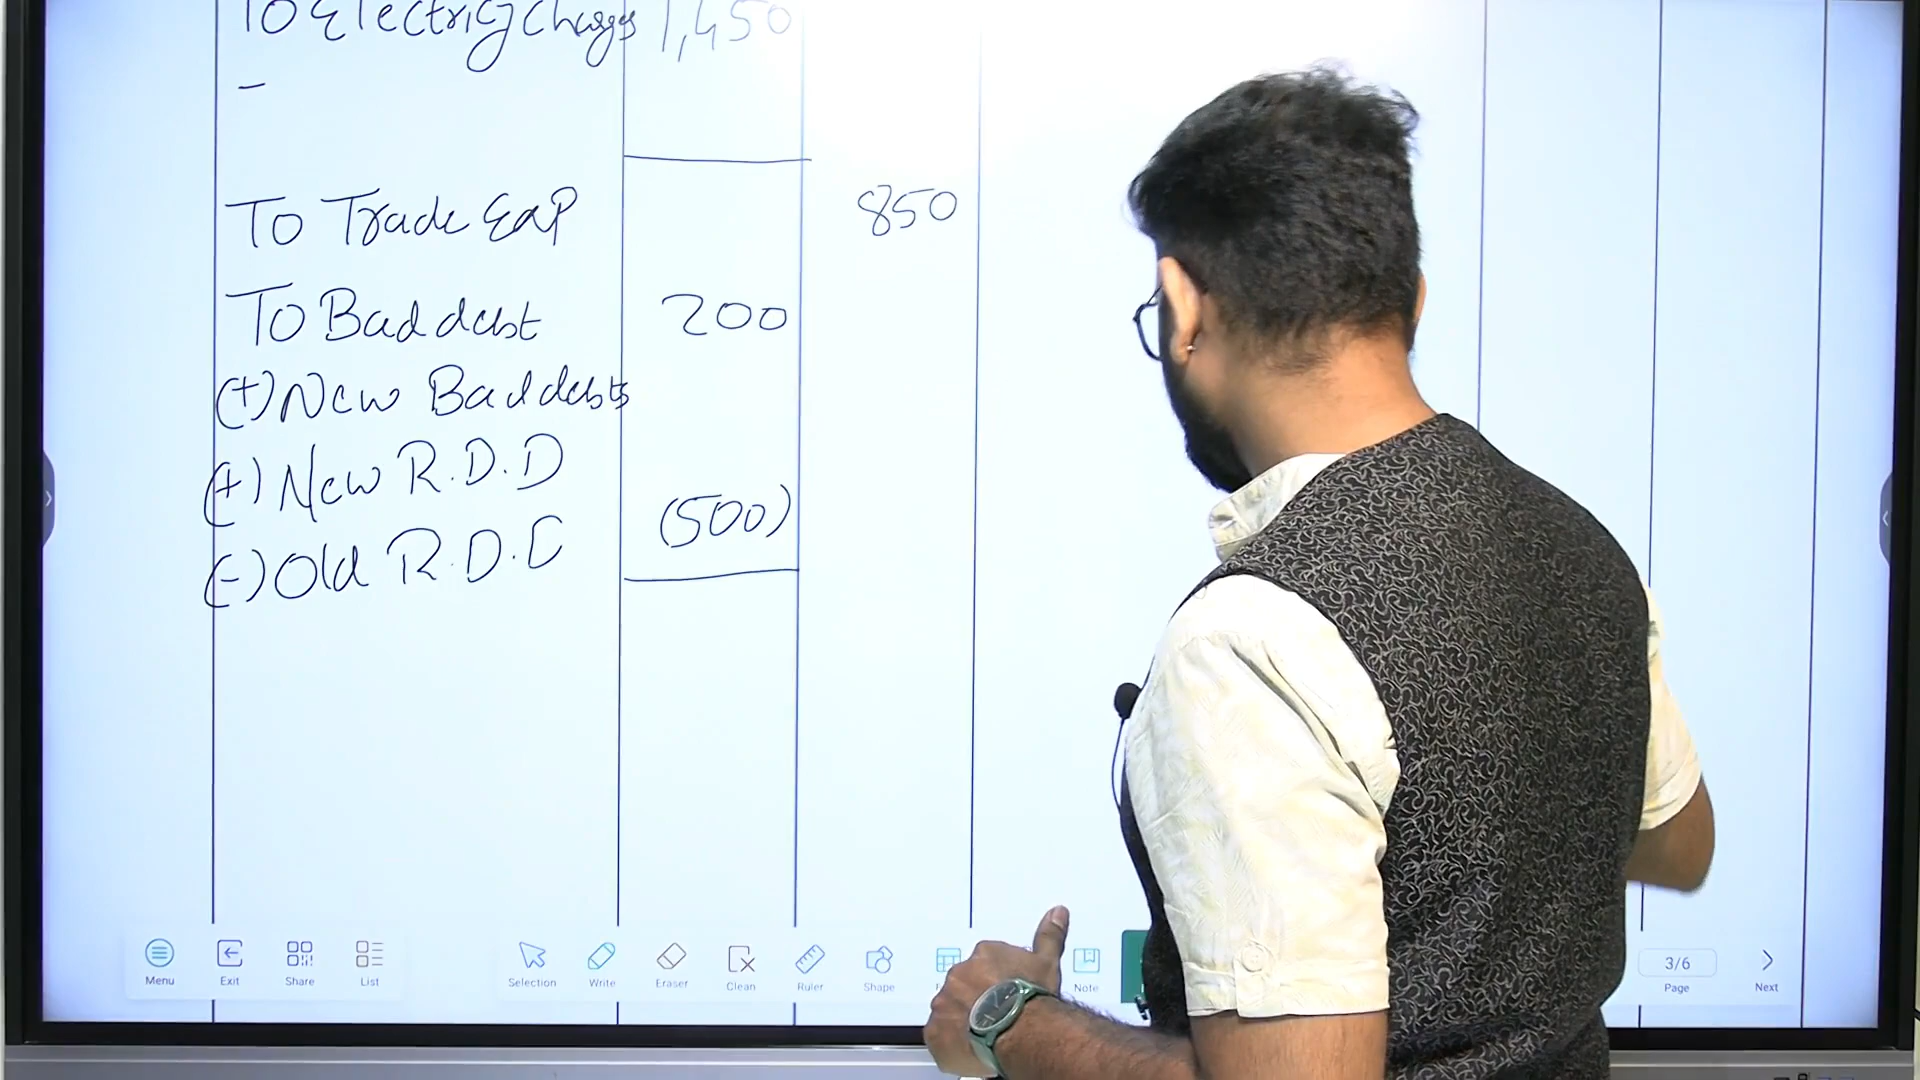 To Electricity charges 1,450
-
To Trade Exp 850
To Bad debt 200
(+) New Bad debts
(+) New R.D.D
(-) Old R.D.D (500)
Menu Exit Share List Selection Write Eraser Clean Ruler Shape Note 3/6 Page Next